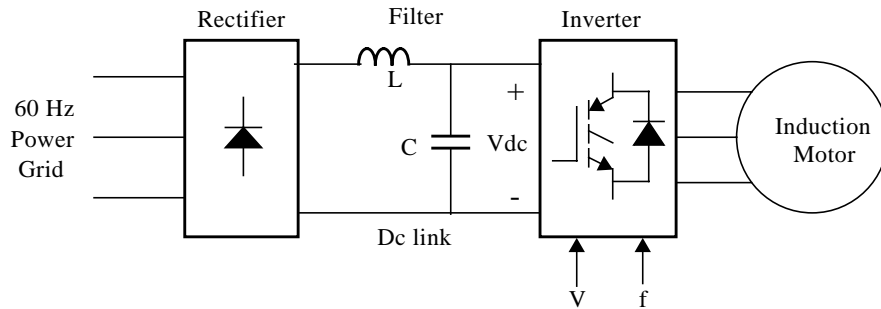 Rectifier
Filter
Inverter
60 Hz
Power
Grid
L
C
+
Vdc
-
Dc link
Induction
Motor
V
f